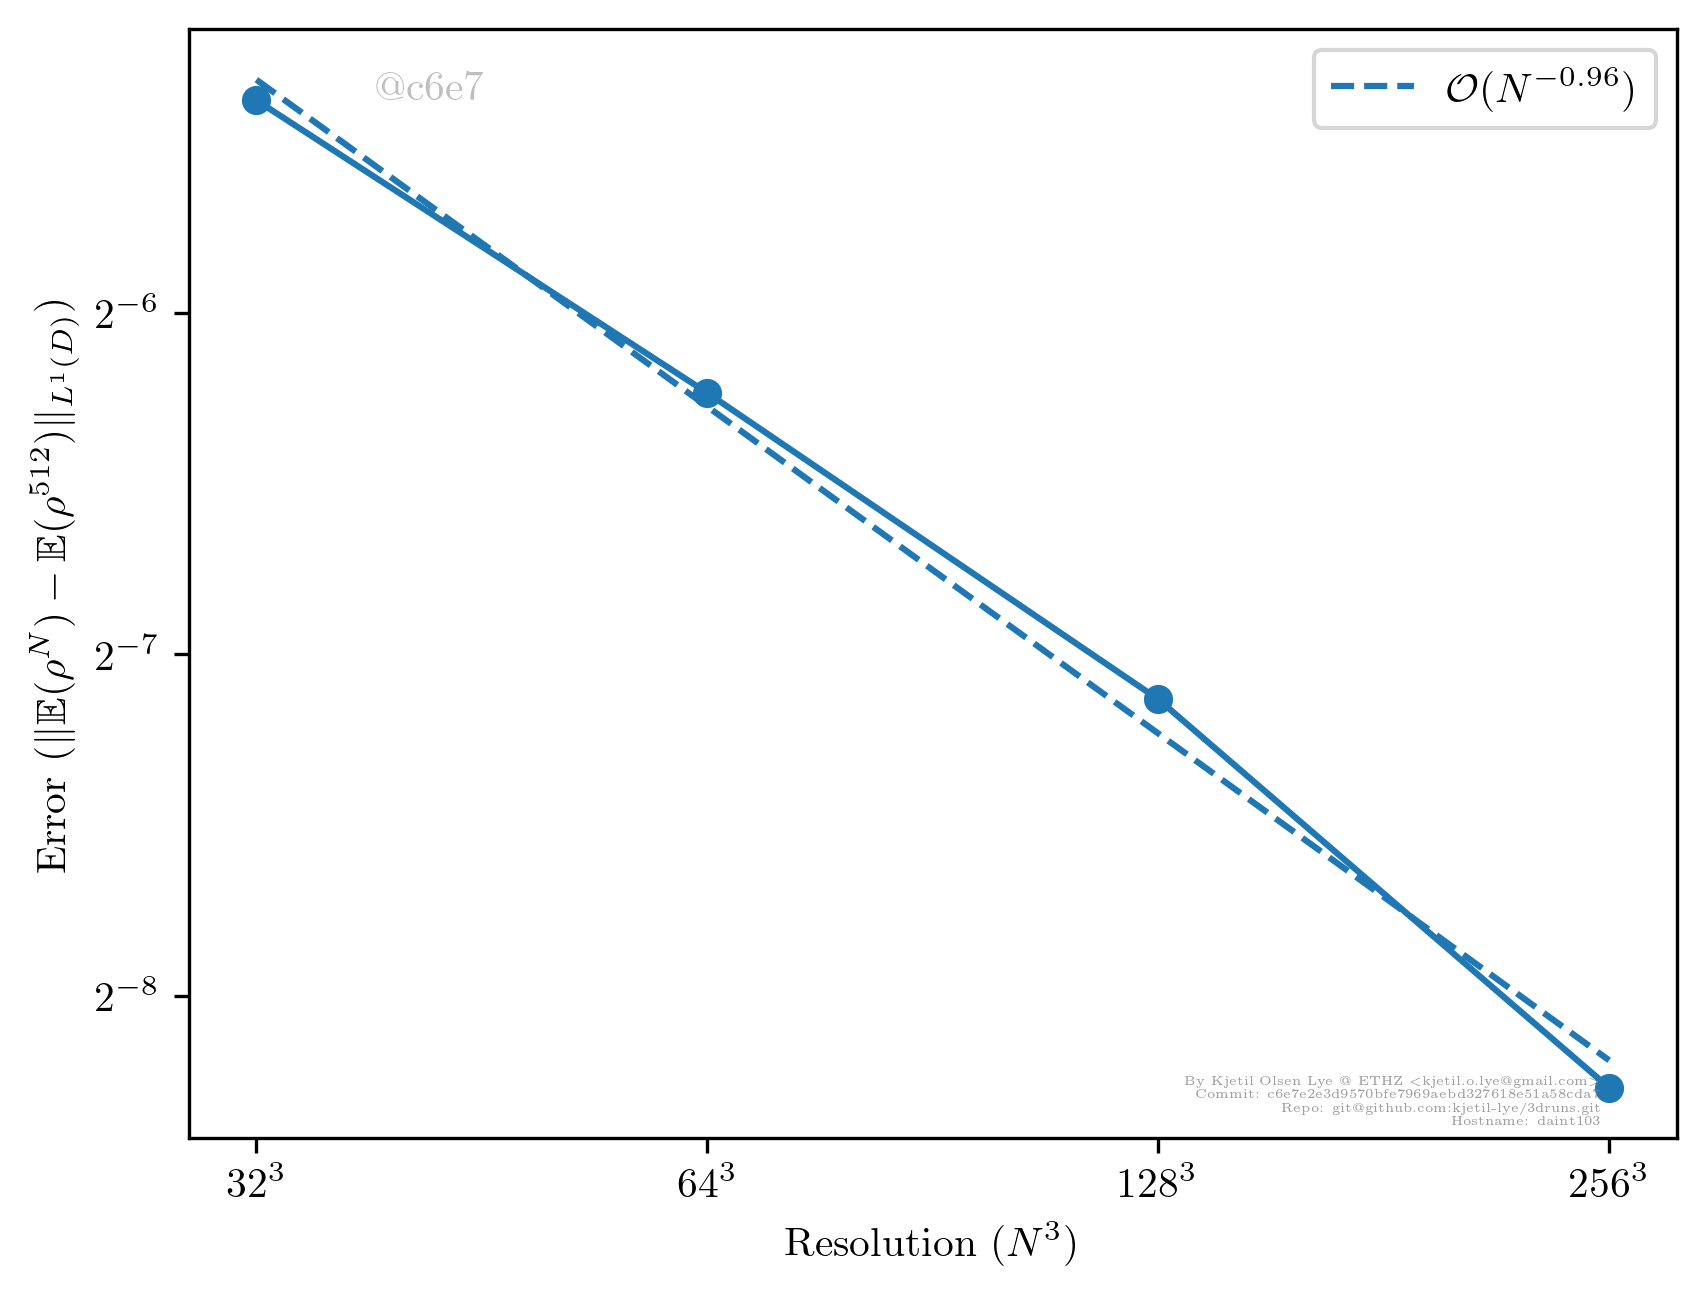 @c6e7
𝒪(N^{-0.96})
Error (||𝔼(ρ^N) − 𝔼(ρ^{512})||_{L^1(D)})
2^{-6}
2^{-7}
2^{-8}
By Kjetil Olsen Lye @ ETHZ <kjetil.o.lye@gmail.com>
Commit: c6e7e2e3d9570bfe7969aebd327618e51a58cda7
Repo: git@github.com:kjetil-lye/3druns.git
Hostname: daint103
32^3 64^3 128^3 256^3
Resolution (N^3)